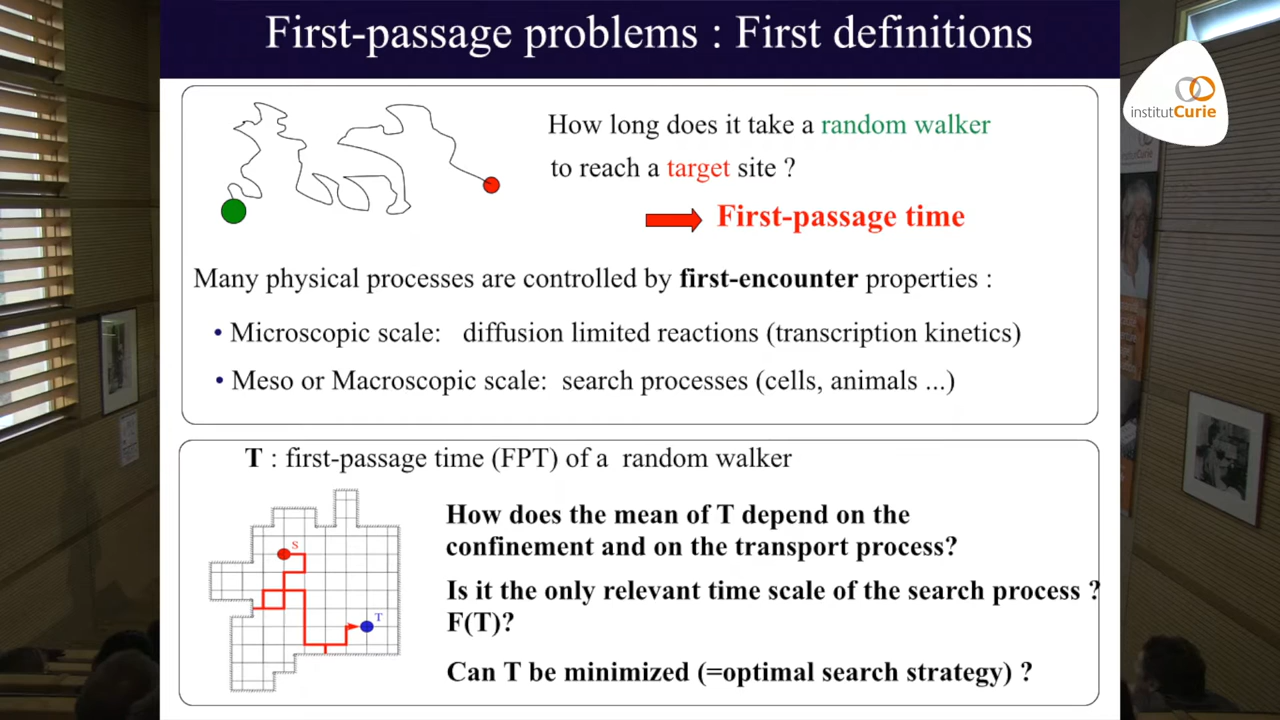 First-passage problems : First definitions
institutCurie
How long does it take a random walker
to reach a target site ?
First-passage time
Many physical processes are controlled by first-encounter properties :
• Microscopic scale: diffusion limited reactions (transcription kinetics)
• Meso or Macroscopic scale: search processes (cells, animals ...)
T : first-passage time (FPT) of a random walker
S
T
How does the mean of T depend on the
confinement and on the transport process?
Is it the only relevant time scale of the search process ?
F(T)?
Can T be minimized (=optimal search strategy) ?